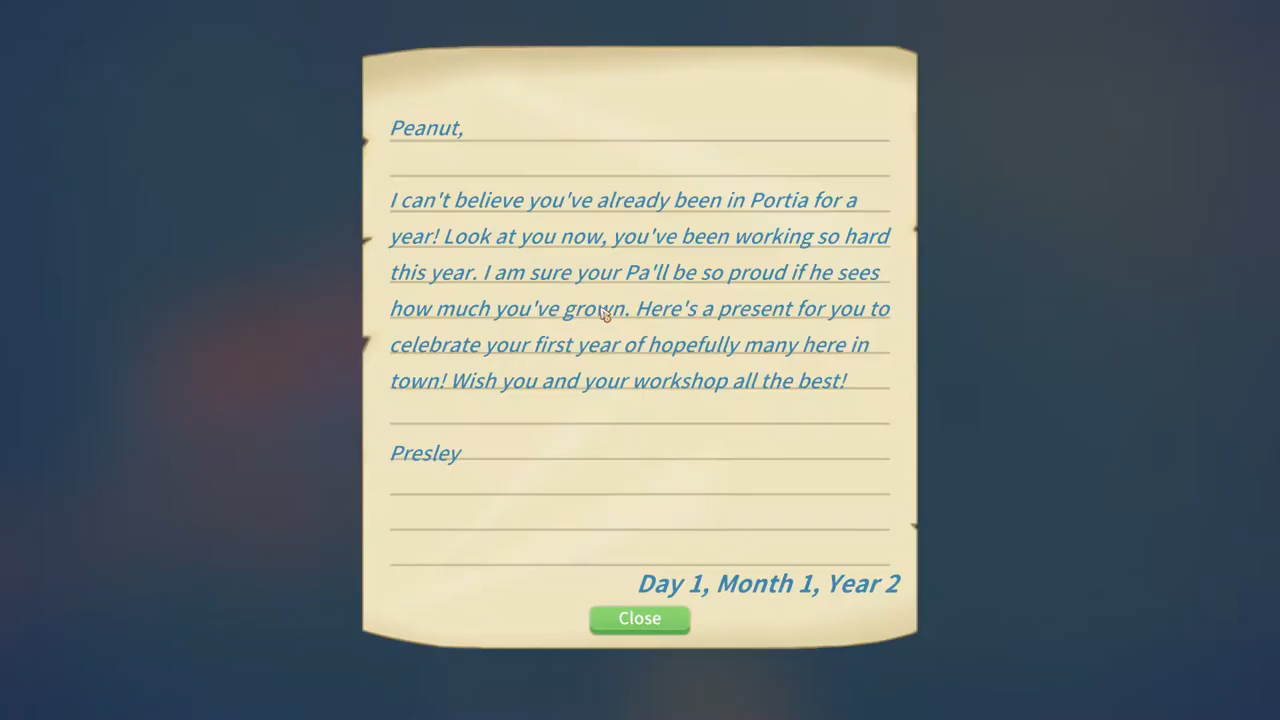 Peanut,
I can't believe you've already been in Portia for a
year! Look at you now, you've been working so hard
this year. I am sure your Pa'll be so proud if he sees
how much you've grown. Here's a present for you to
celebrate your first year of hopefully many here in
town! Wish you and your workshop all the best!
Presley
Day 1, Month 1, Year 2
Close